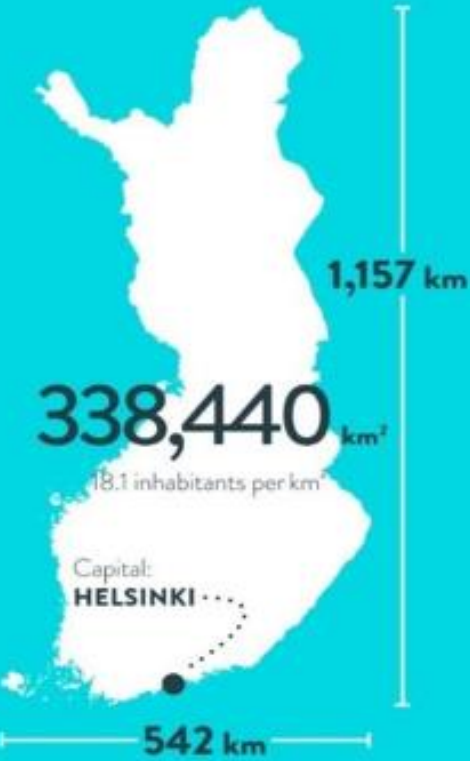 1,157 km
338,440 km²
18.1 inhabitants per km²
Capital:
HELSINKI
542 km